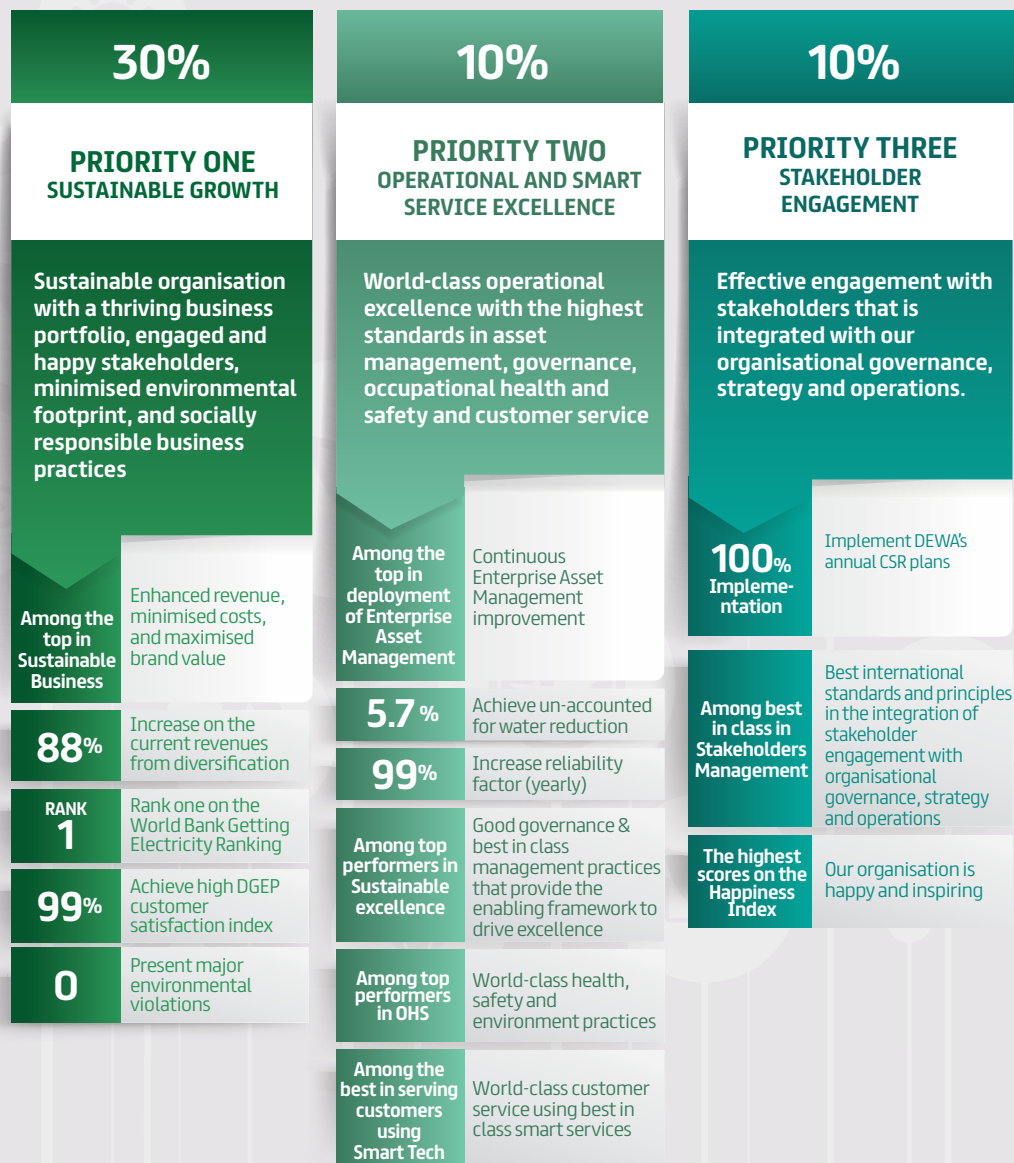 30%
PRIORITY ONE
SUSTAINABLE GROWTH
Sustainable organisation
with a thriving business
portfolio, engaged and
happy stakeholders,
minimised environmental
footprint, and socially
responsible business
practices
Among the
top in
Sustainable
Business
Enhanced revenue,
minimised costs,
and maximised
brand value
88%
Increase on the
current revenues
from diversification
RANK
1
Rank one on the
World Bank Getting
Electricity Ranking
99%
Achieve high DGEP
customer
satisfaction index
0
Present major
environmental
violations
10%
PRIORITY TWO
OPERATIONAL AND SMART
SERVICE EXCELLENCE
World-class operational
excellence with the highest
standards in asset
management, governance,
occupational health and
safety and customer service
Among the
top in
deployment
of Enterprise
Asset
Management
Continuous
Enterprise Asset
Management
improvement
5.7 %
Achieve un-accounted
for water reduction
99%
Increase reliability
factor (yearly)
Among top
performers in
Sustainable
excellence
Good governance &
best in class
management practices
that provide the
enabling framework to
drive excellence
Among top
performers
in OHS
World-class health,
safety and
environment practices
Among the
best in serving
customers
using
Smart Tech
World-class customer
service using best in
class smart services
10%
PRIORITY THREE
STAKEHOLDER
ENGAGEMENT
Effective engagement with
stakeholders that is
integrated with our
organisational governance,
strategy and operations.
100%
Impleme-
ntation
Implement DEWA's
annual CSR plans
Among best
in class in
Stakeholders
Management
Best international
standards and principles
in the integration of
stakeholder
engagement with
organisational
governance, strategy
and operations
The highest
scores on the
Happiness
Index
Our organisation is
happy and inspiring